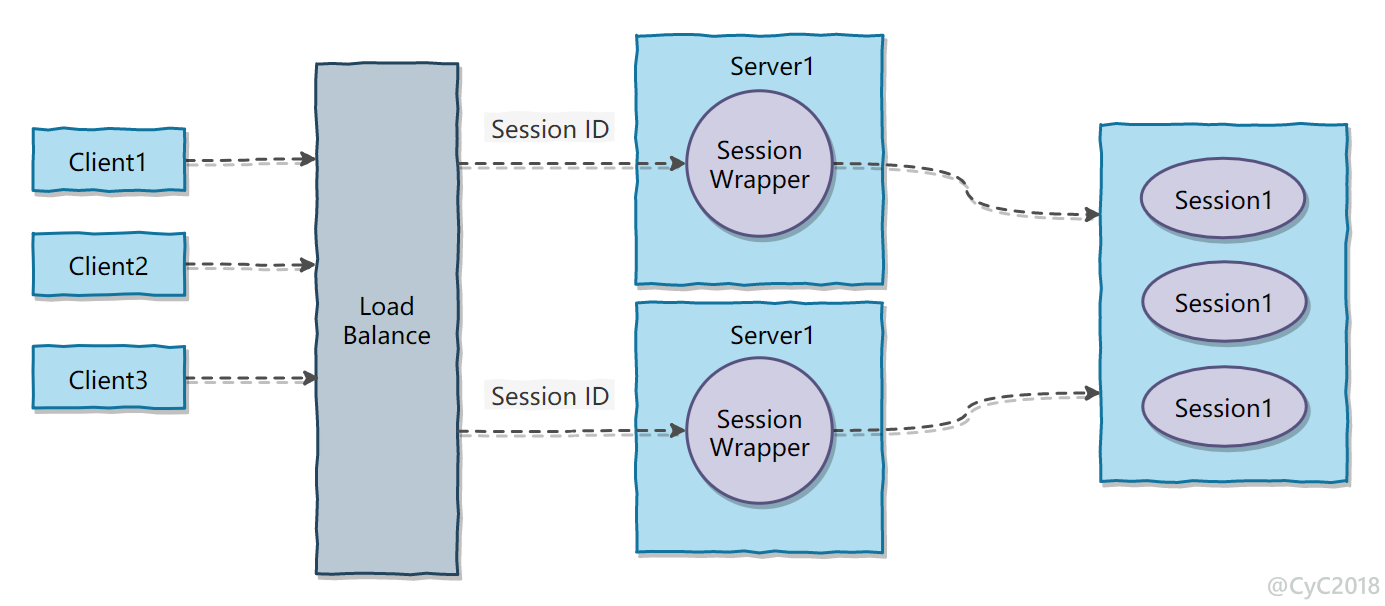 Client1
Client2
Client3
Load
Balance
Session ID
Session ID
Server1
Session
Wrapper
Server1
Session
Wrapper
Session1
Session1
Session1
@CyC2018